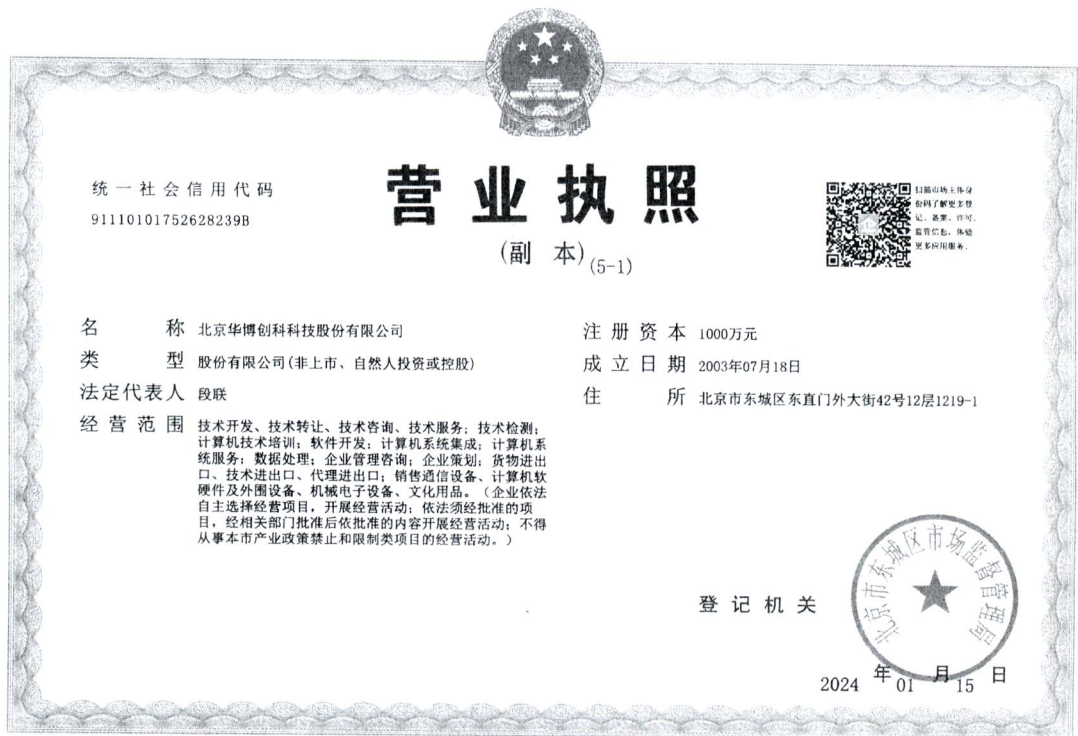 统一社会信用代码
91110101752628239B
营业执照
(副 本)(5-1)
扫描市场主体身
份码了解更多登
记、备案、许可、
监管信息，体验
更多应用服务。
名 称 北京华博创科科技股份有限公司
类 型 股份有限公司(非上市、自然人投资或控股)
法定代表人 段联
经营范围 技术开发、技术转让、技术咨询、技术服务；技术检测；
计算机技术培训；软件开发；计算机系统集成；计算机系
统服务；数据处理；企业管理咨询；企业策划；货物进出
口、技术进出口、代理进出口；销售通信设备、计算机软
硬件及外围设备、机械电子设备、文化用品。（企业依法
自主选择经营项目，开展经营活动；依法须经批准的项
目，经相关部门批准后依批准的内容开展经营活动；不得
从事本市产业政策禁止和限制类项目的经营活动。）
注册资本 1000万元
成立日期 2003年07月18日
住 所 北京市东城区东直门外大街42号12层1219-1
登记机关
北京市东城区市场监督管理局
2024 年 01 月 15 日